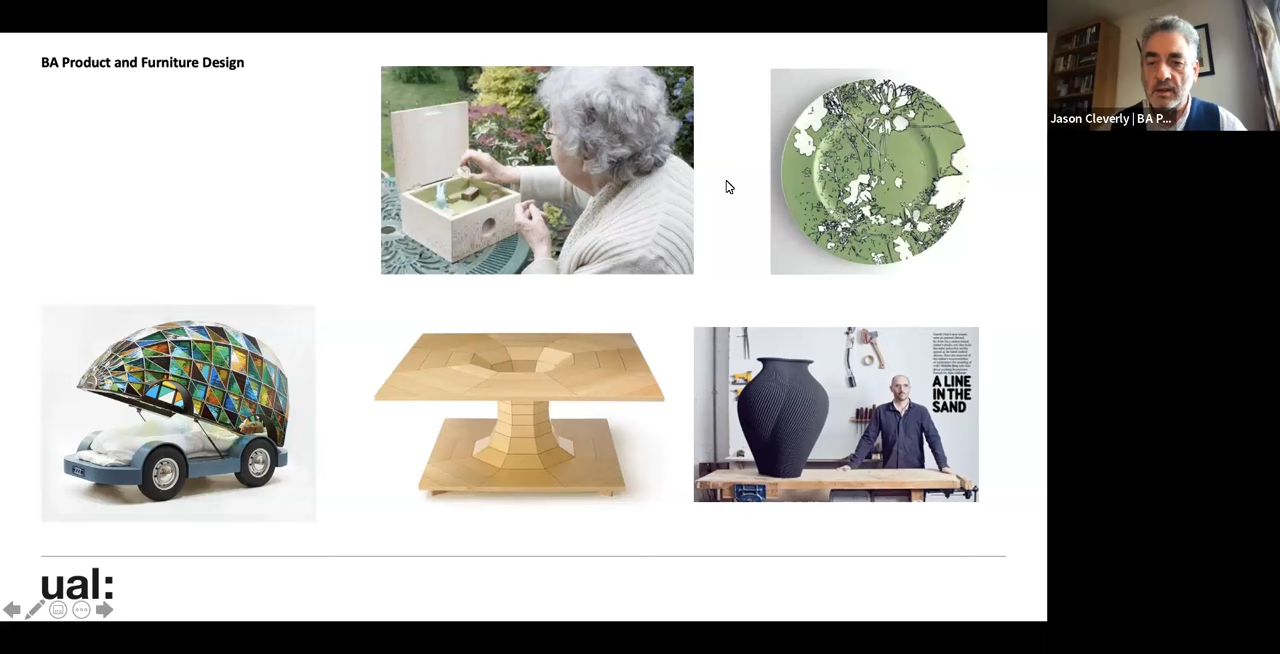 BA Product and Furniture Design
Jason Cleverly | BA P...
A LINE
IN THE
SAND
ual: